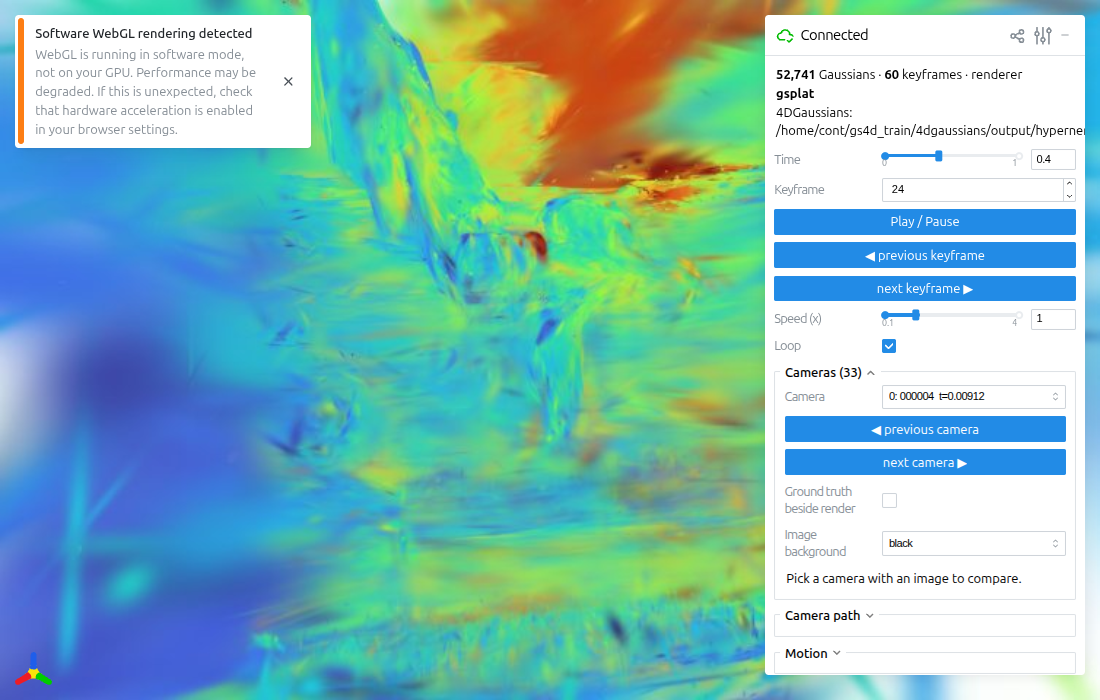 Software WebGL rendering detected
WebGL is running in software mode,
not on your GPU. Performance may be
degraded. If this is unexpected, check
that hardware acceleration is enabled
in your browser settings.
Connected
52,741 Gaussians · 60 keyframes · renderer
gsplat
4DGaussians:
/home/cont/gs4d_train/4dgaussians/output/hyperner
Time
0
1
0.4
Keyframe
24
Play / Pause
◀ previous keyframe
next keyframe ▶
Speed (x)
0.1
4
1
Loop
Cameras (33)
Camera
0: 000004 t=0.00912
◀ previous camera
next camera ▶
Ground truth
beside render
Image
background
black
Pick a camera with an image to compare.
Camera path
Motion